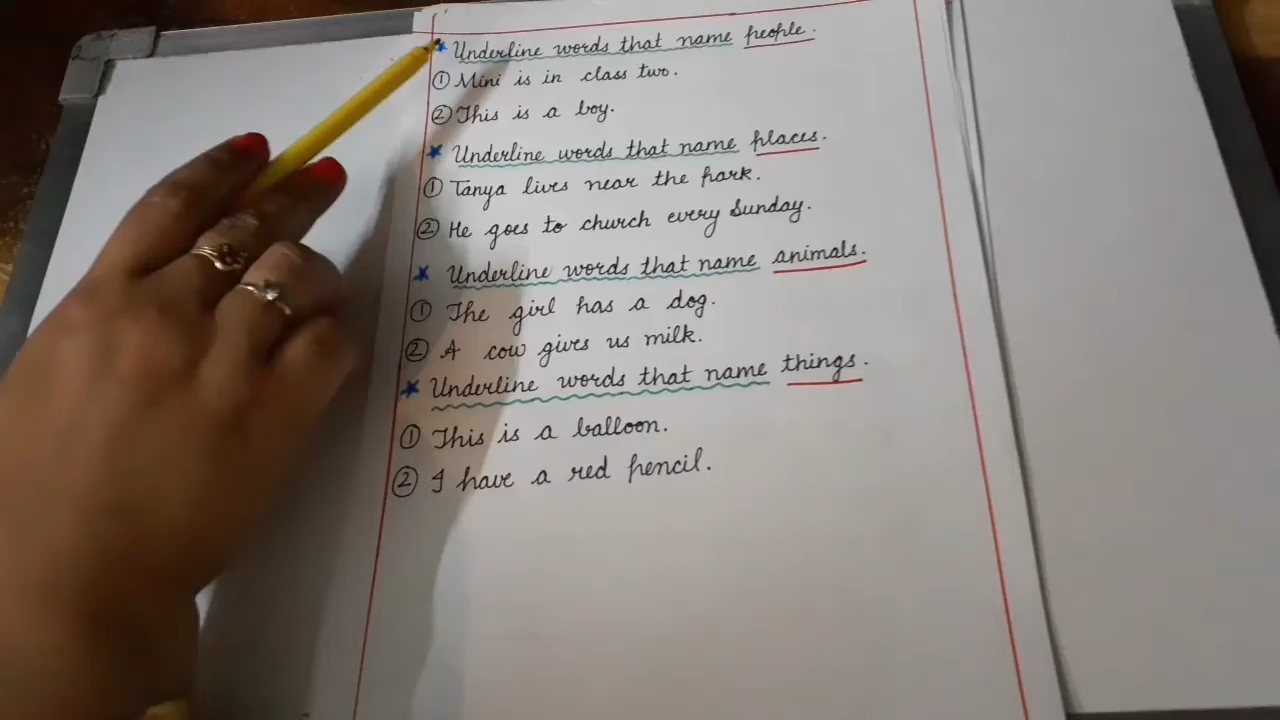 Underline words that name people.
① Mini is in class two.
② This is a boy.
Underline words that name places.
① Tanya lives near the park.
② He goes to church every Sunday.
Underline words that name animals.
① The girl has a dog.
② A cow gives us milk.
Underline words that name things.
① This is a balloon.
② I have a red pencil.